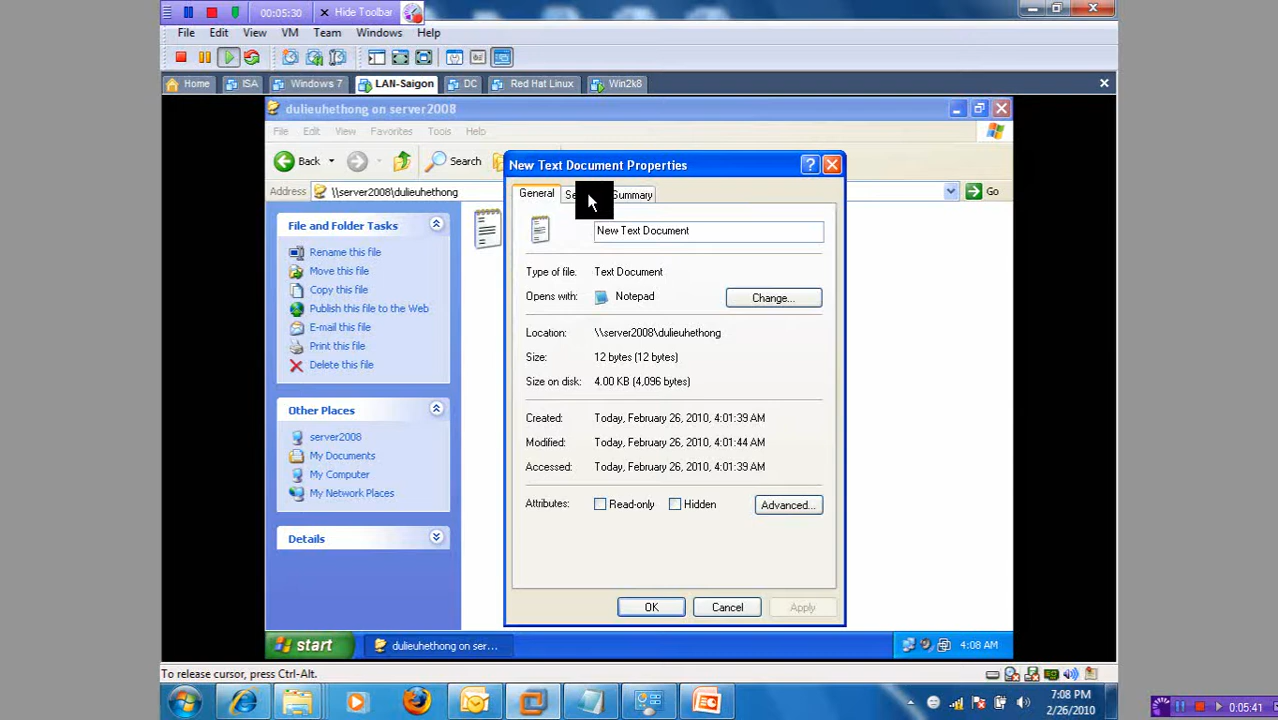 00:05:30 Hide Toolbar
File Edit View VM Team Windows Help
Home ISA Windows 7 LAN-Saigon DC Red Hat Linux Win2k8
dulieuhethong on server2008
File Edit View Favorites Tools Help
Back Search
Address \\server2008\dulieuhethong Go
File and Folder Tasks
Rename this file
Move this file
Copy this file
Publish this file to the Web
E-mail this file
Print this file
Delete this file
Other Places
server2008
My Documents
My Computer
My Network Places
Details
New Text Document Properties
General Summary
New Text Document
Type of file: Text Document
Opens with: Notepad Change...
Location: \\server2008\dulieuhethong
Size: 12 bytes (12 bytes)
Size on disk: 4.00 KB (4,096 bytes)
Created: Today, February 26, 2010, 4:01:39 AM
Modified: Today, February 26, 2010, 4:01:44 AM
Accessed: Today, February 26, 2010, 4:01:39 AM
Attributes: Read-only Hidden Advanced...
OK Cancel Apply
start dulieuhethong on ser... 4:08 AM
To release cursor, press Ctrl-Alt.
7:08 PM
2/26/2010
0:05:41